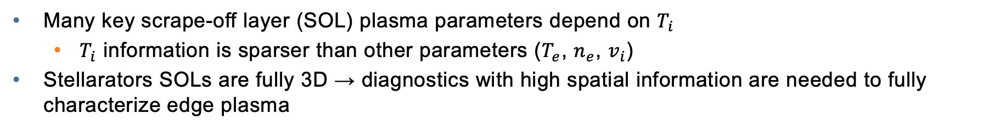 • Many key scrape-off layer (SOL) plasma parameters depend on 𝑇ᵢ
• 𝑇ᵢ information is sparser than other parameters (𝑇ₑ, 𝑛ₑ, 𝑣ᵢ)
• Stellarators SOLs are fully 3D → diagnostics with high spatial information are needed to fully
characterize edge plasma